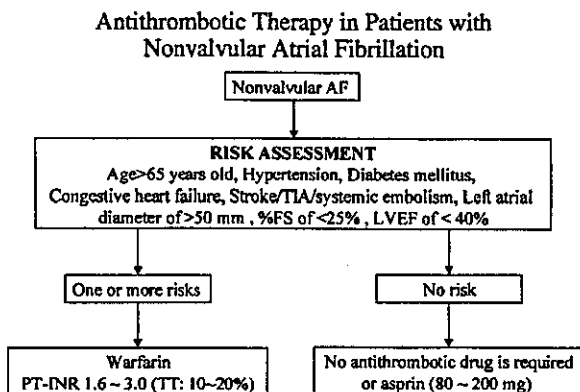 Antithrombotic Therapy in Patients with
Nonvalvular Atrial Fibrillation
Nonvalvular AF
RISK ASSESSMENT
Age>65 years old, Hypertension, Diabetes mellitus,
Congestive heart failure, Stroke/TIA/systemic embolism, Left atrial
diameter of>50 mm , %FS of <25% , LVEF of < 40%
One or more risks
No risk
Warfarin
PT-INR 1.6 ~ 3.0 (TT: 10~20%)
No antithrombotic drug is required
or asprin (80 ~ 200 mg)